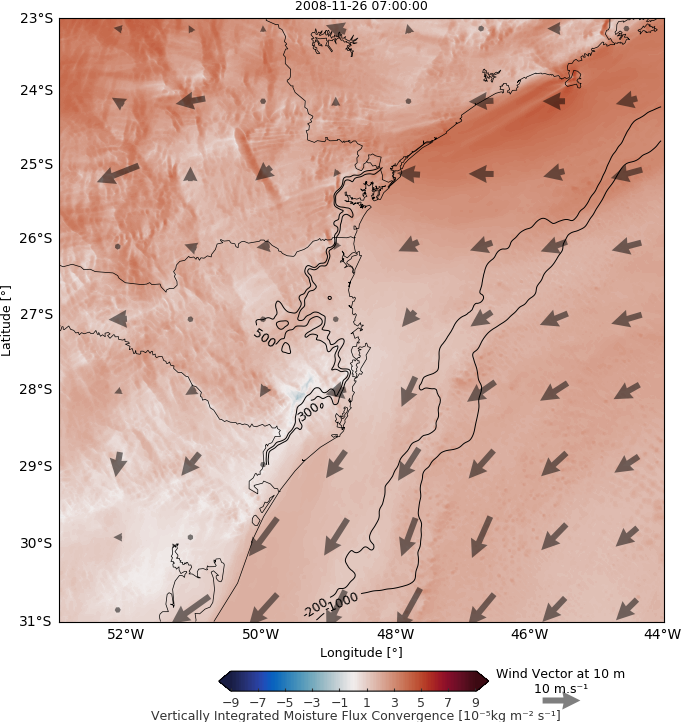 2008-11-26 07:00:00
23°S
24°S
25°S
26°S
27°S
28°S
29°S
30°S
31°S
Latitude [°]
500
300
-200
-1000
52°W 50°W 48°W 46°W 44°W
Longitude [°]
Wind Vector at 10 m
10 m.s⁻¹
−9 −7 −5 −3 −1 1 3 5 7 9
Vertically Integrated Moisture Flux Convergence [10⁻⁵kg m⁻² s⁻¹]